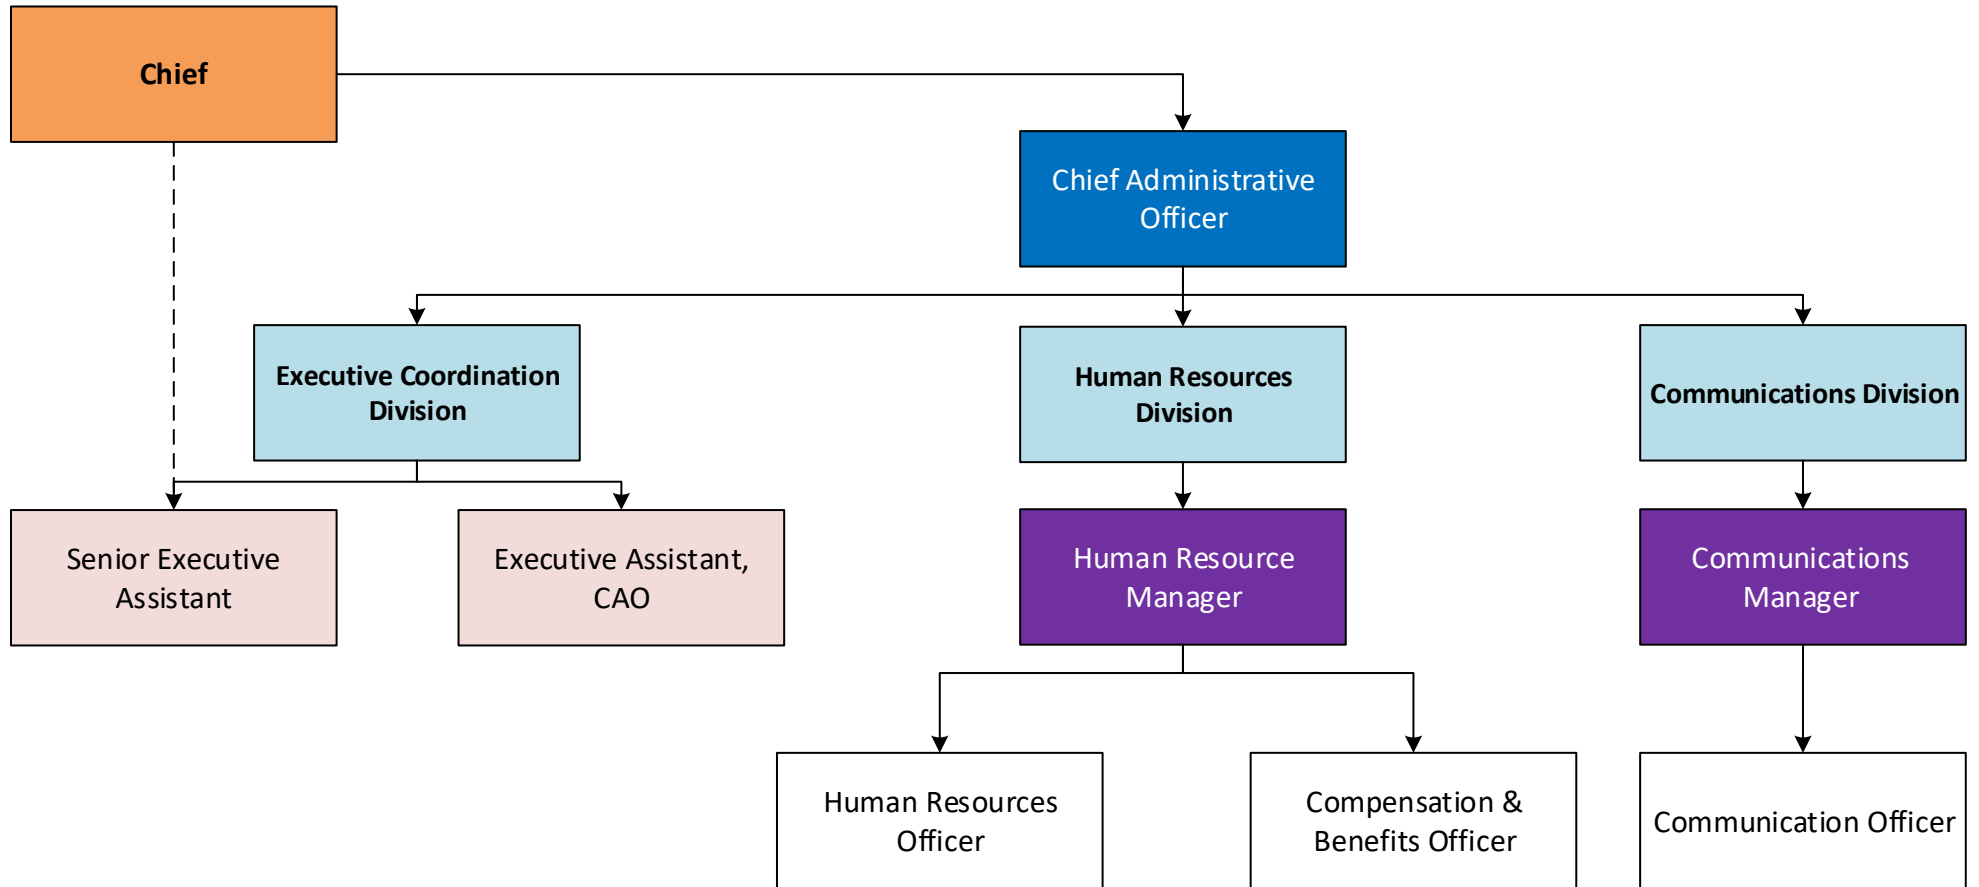 Chief
Chief Administrative
Officer
Executive Coordination
Division
Human Resources
Division
Communications Division
Senior Executive
Assistant
Executive Assistant,
CAO
Human Resource
Manager
Communications
Manager
Human Resources
Officer
Compensation &
Benefits Officer
Communication Officer